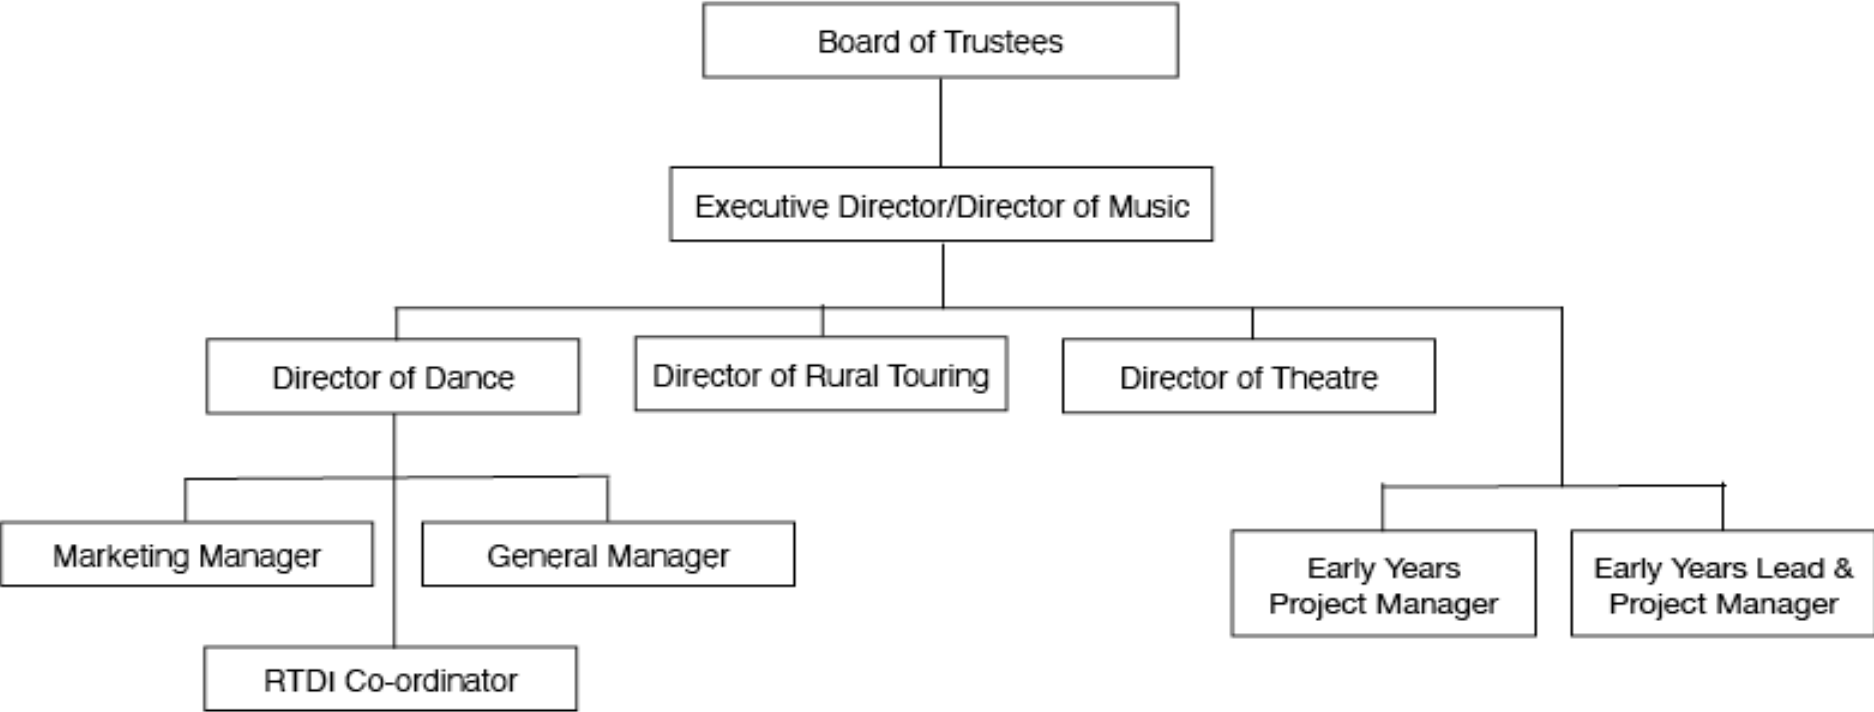 Board of Trustees
Executive Director/Director of Music
Director of Dance
Director of Rural Touring
Director of Theatre
Marketing Manager
General Manager
Early Years
Project Manager
Early Years Lead &
Project Manager
RTDI Co-ordinator